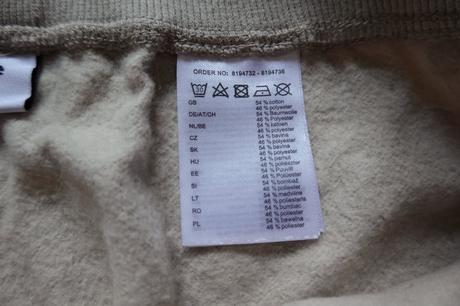 ORDER NO: 8194732 - 8194736
30
GB 54 % cotton
46 % polyester
DE/AT/CH 54 % Baumwolle
46 % Polyester
NL/BE 54 % katoen
46 % polyester
CZ 54 % bavlna
46 % polyester
SK 54 % bavlna
46 % polyester
HU 54 % pamut
46 % poliészter
EE 54 % Puuvill
46 % Polüester
SI 54 % bombaž
46 % poliester
LT 54 % medvilnė
46 % poliesteris
RO 54 % bumbac
46 % poliester
PL 54 % bawełna
46 % poliester